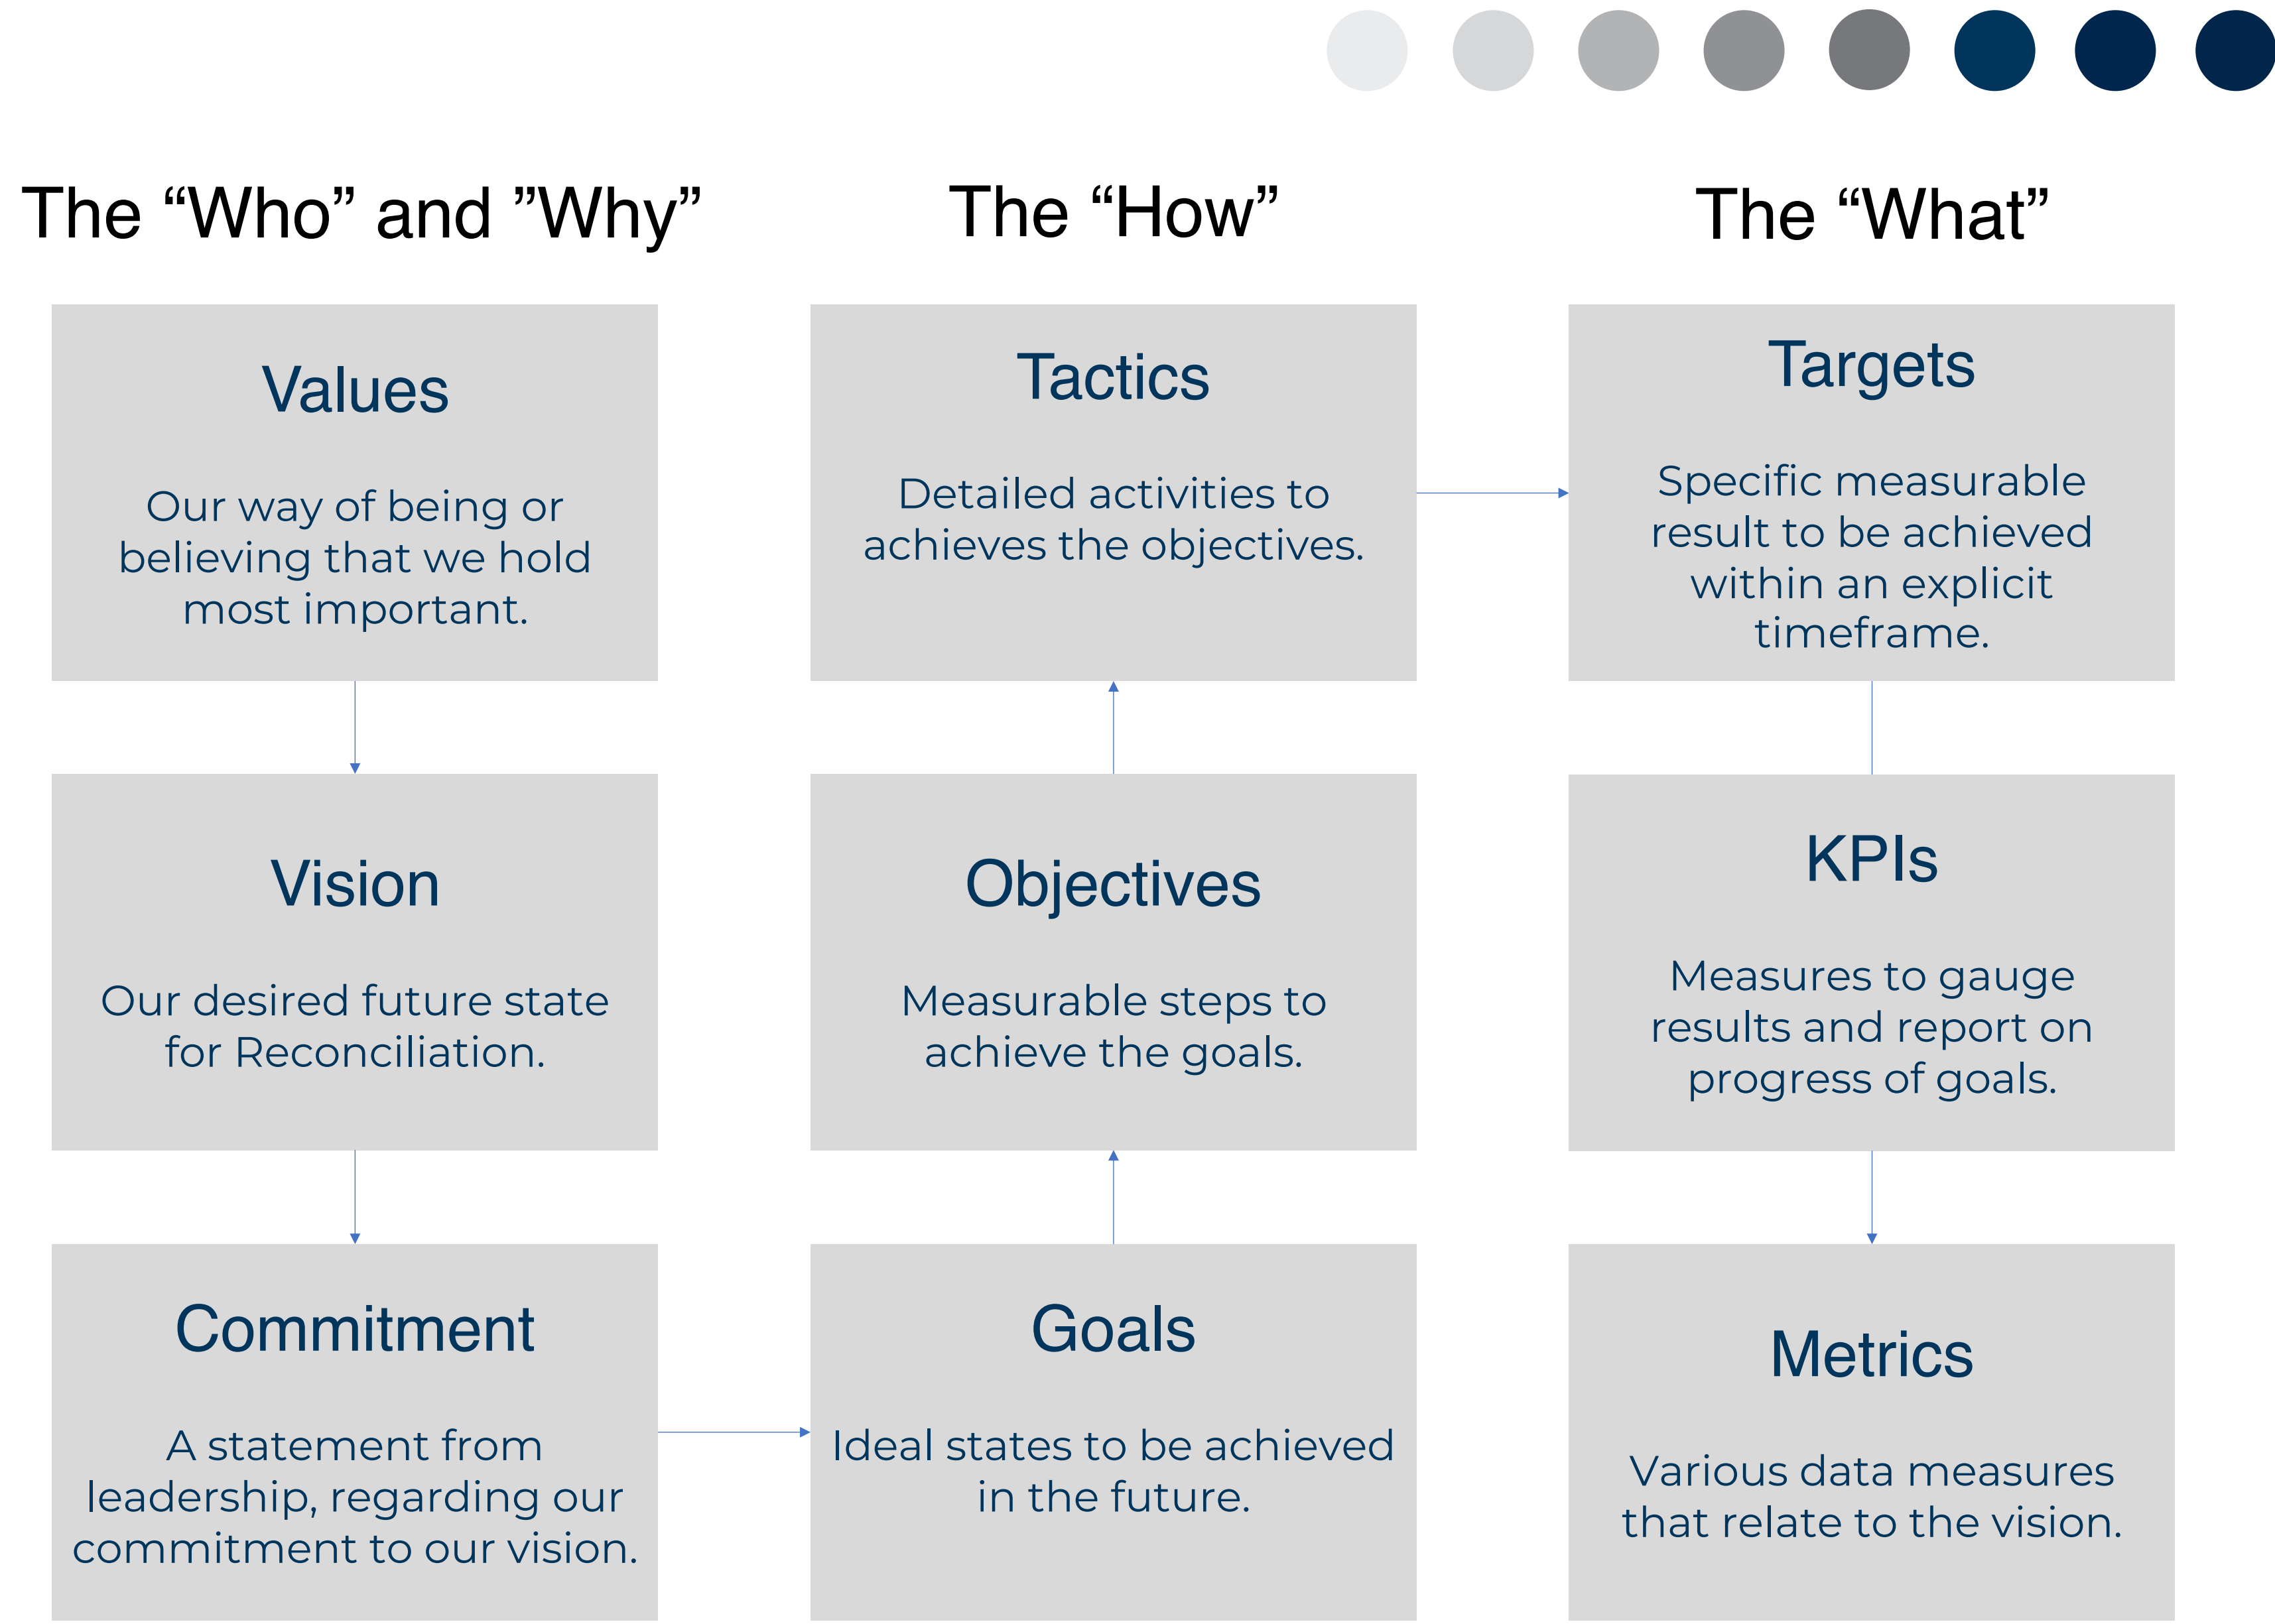 The “Who” and ”Why”
Values
Our way of being or
believing that we hold
most important.
Vision
Our desired future state
for Reconciliation.
Commitment
A statement from
leadership, regarding our
commitment to our vision.
The “How”
Tactics
Detailed activities to
achieves the objectives.
Objectives
Measurable steps to
achieve the goals.
Goals
Ideal states to be achieved
in the future.
The “What”
Targets
Specific measurable
result to be achieved
within an explicit
timeframe.
KPIs
Measures to gauge
results and report on
progress of goals.
Metrics
Various data measures
that relate to the vision.